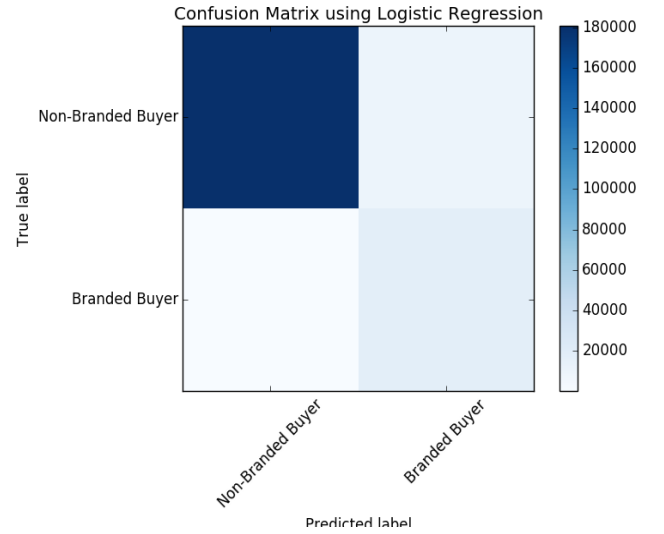 Confusion Matrix using Logistic Regression
True label
Non-Branded Buyer
Branded Buyer
Non-Branded Buyer
Branded Buyer
Predicted label
180000
160000
140000
120000
100000
80000
60000
40000
20000